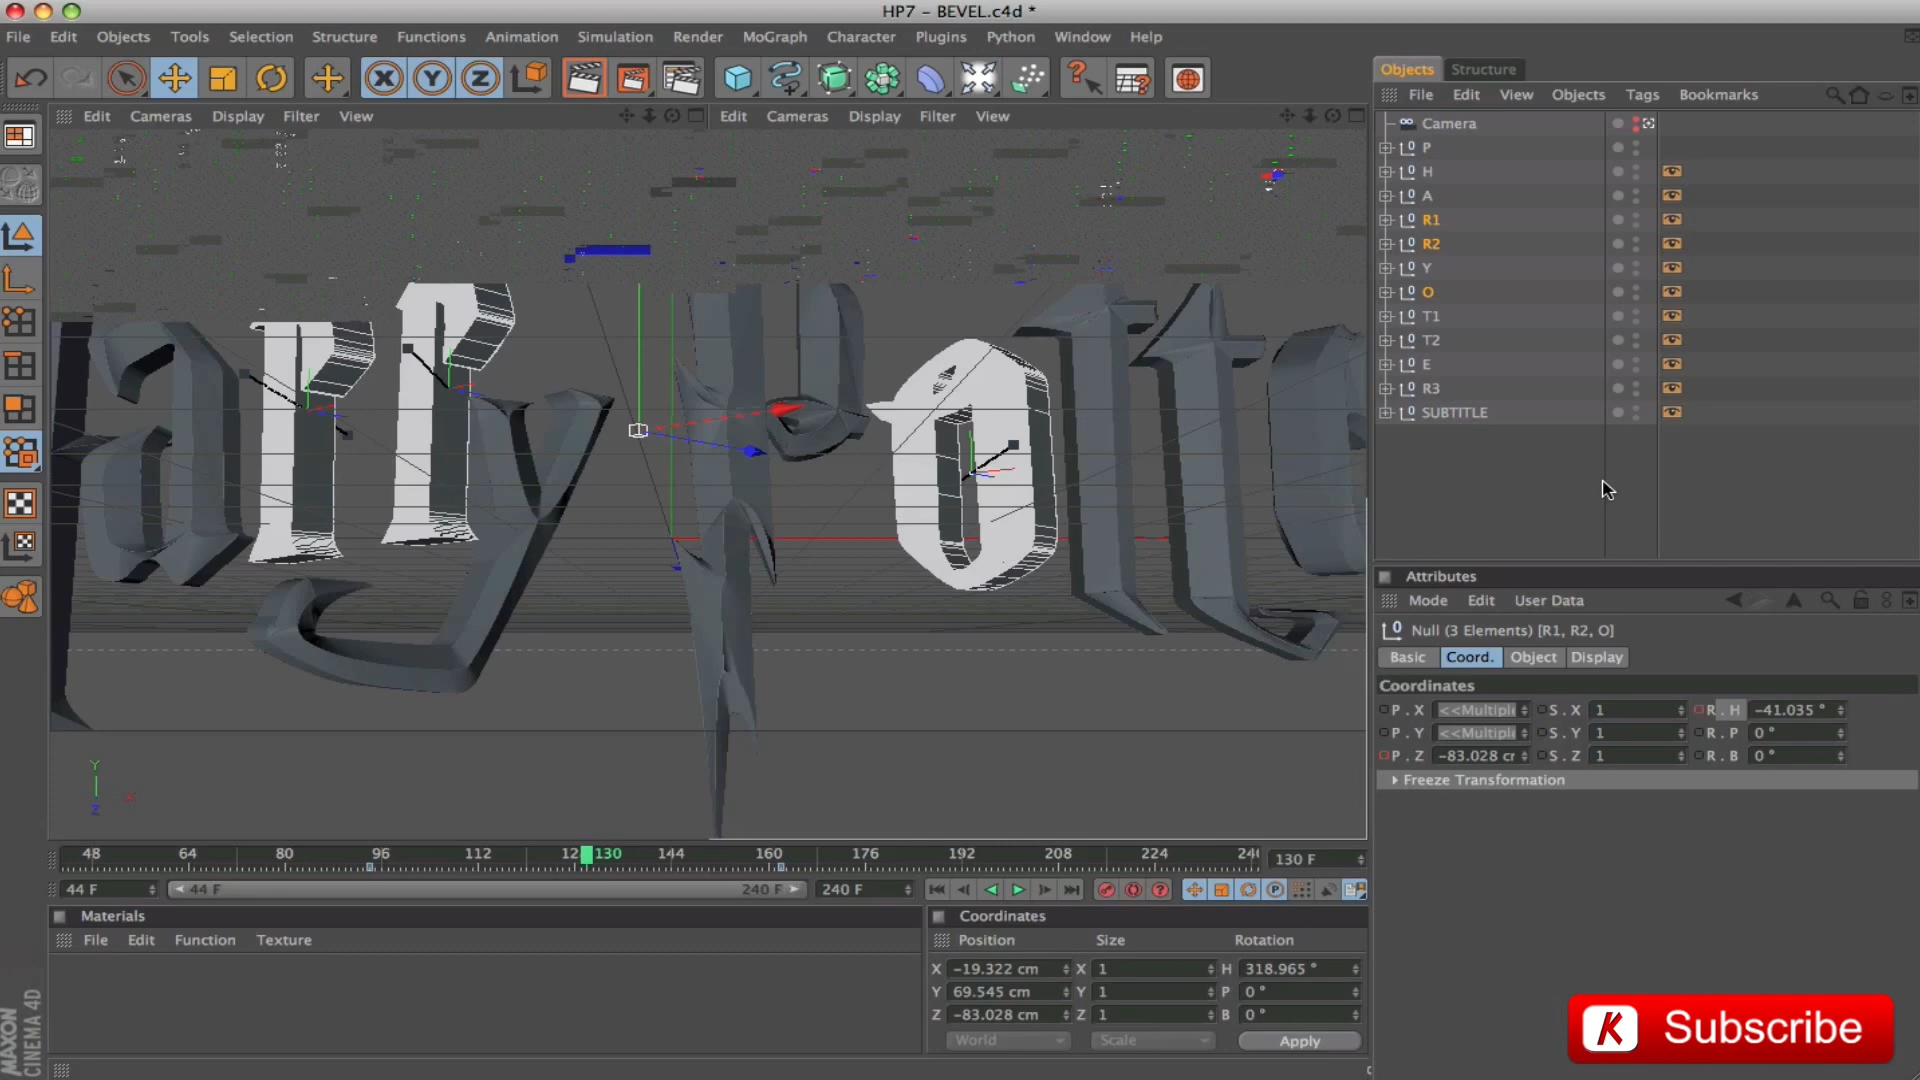 HP7 – BEVEL.c4d *
File Edit Objects Tools Selection Structure Functions Animation Simulation Render MoGraph Character Plugins Python Window Help
X Y Z
Edit Cameras Display Filter View
Edit Cameras Display Filter View
Objects Structure
File Edit View Objects Tags Bookmarks
Camera
P
H
A
R1
R2
Y
O
T1
T2
E
R3
SUBTITLE
Attributes
Mode Edit User Data
Null (3 Elements) [R1, R2, O]
Basic Coord. Object Display
Coordinates
P . X <<Multipl S . X 1 R . H -41.035 °
P . Y <<Multipl S . Y 1 R . P 0 °
P . Z -83.028 cr S . Z 1 R . B 0 °
Freeze Transformation
Y
X
Z
48 64 80 96 112 12 130 144 160 176 192 208 224 24 130 F
44 F 44 F 240 F 240 F
Materials
File Edit Function Texture
Coordinates
Position Size Rotation
X -19.322 cm X 1 H 318.965 °
Y 69.545 cm Y 1 P 0 °
Z -83.028 cm Z 1 B 0 °
World Scale Apply
MAXON
CINEMA 4D
K Subscribe